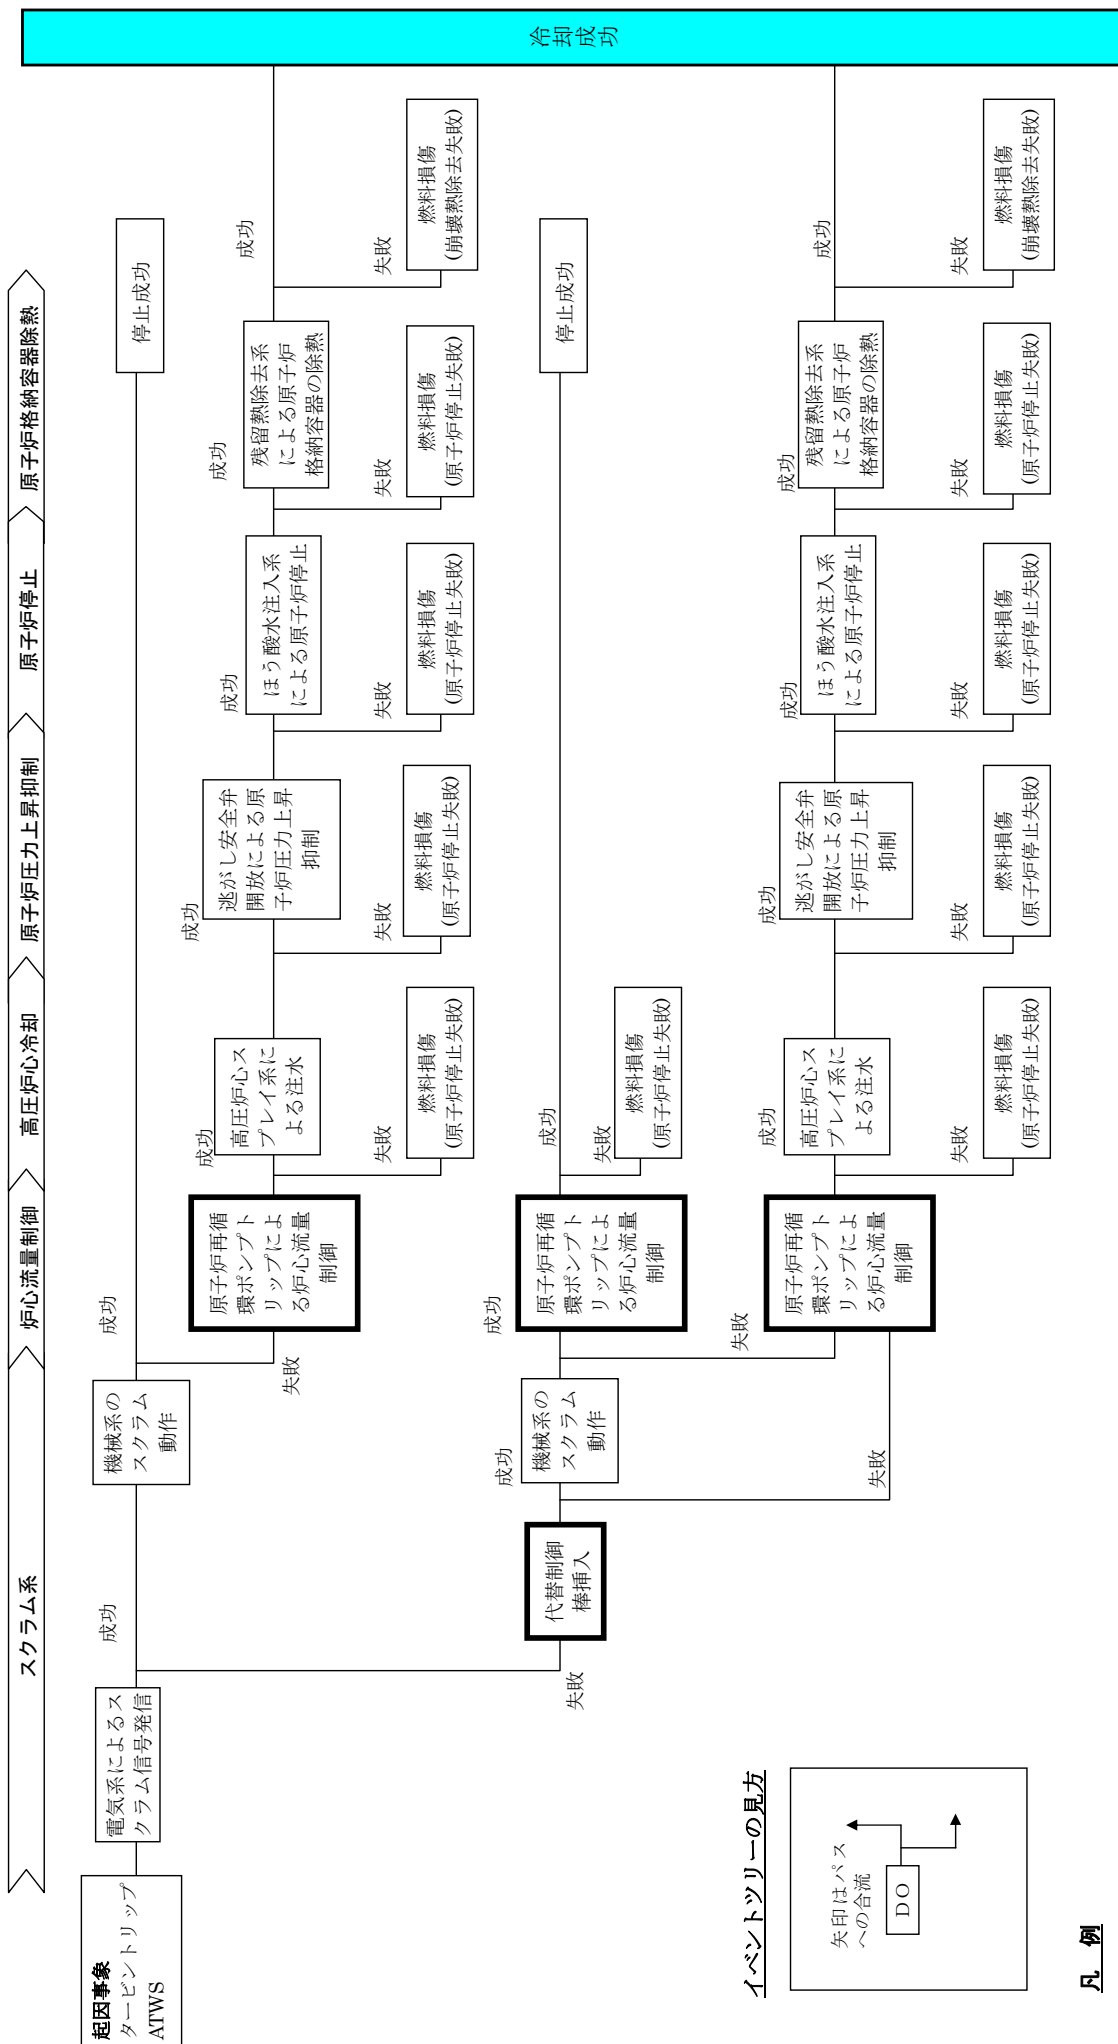 スクラム系
炉心流量制御
高圧炉心冷却
原子炉圧力上昇抑制
原子炉停止
原子炉格納容器除熱
起因事象
タービントリップ
ATWS
電気系によるス
クラム信号発信
成功
機械系の
スクラム
動作
成功
停止成功
失敗
原子炉再循
環ポンプト
リップによ
る炉心流量
制御
成功
高圧炉心ス
プレイ系に
よる注水
失敗
燃料損傷
(原子炉停止失敗)
成功
逃がし安全弁
開放による原
子炉圧力上昇
抑制
失敗
燃料損傷
(原子炉停止失敗)
成功
ほう酸水注入系
による原子炉停止
失敗
燃料損傷
(原子炉停止失敗)
成功
残留熱除去系
による原子炉
格納容器の除熱
失敗
燃料損傷
(原子炉停止失敗)
成功
失敗
燃料損傷
(崩壊熱除去失敗)
失敗
代替制御
棒挿入
成功
機械系の
スクラム
動作
成功
原子炉再循
環ポンプト
リップによ
る炉心流量
制御
成功
停止成功
失敗
燃料損傷
(原子炉停止失敗)
失敗
失敗
原子炉再循
環ポンプト
リップによ
る炉心流量
制御
成功
高圧炉心ス
プレイ系に
よる注水
失敗
燃料損傷
(原子炉停止失敗)
成功
逃がし安全弁
開放による原
子炉圧力上昇
抑制
失敗
燃料損傷
(原子炉停止失敗)
成功
ほう酸水注入系
による原子炉停止
失敗
燃料損傷
(原子炉停止失敗)
成功
残留熱除去系
による原子炉
格納容器の除熱
失敗
燃料損傷
(原子炉停止失敗)
成功
失敗
燃料損傷
(崩壊熱除去失敗)
冷却成功
イベントツリーの見方
矢印はパス
への合流
DO
凡 例